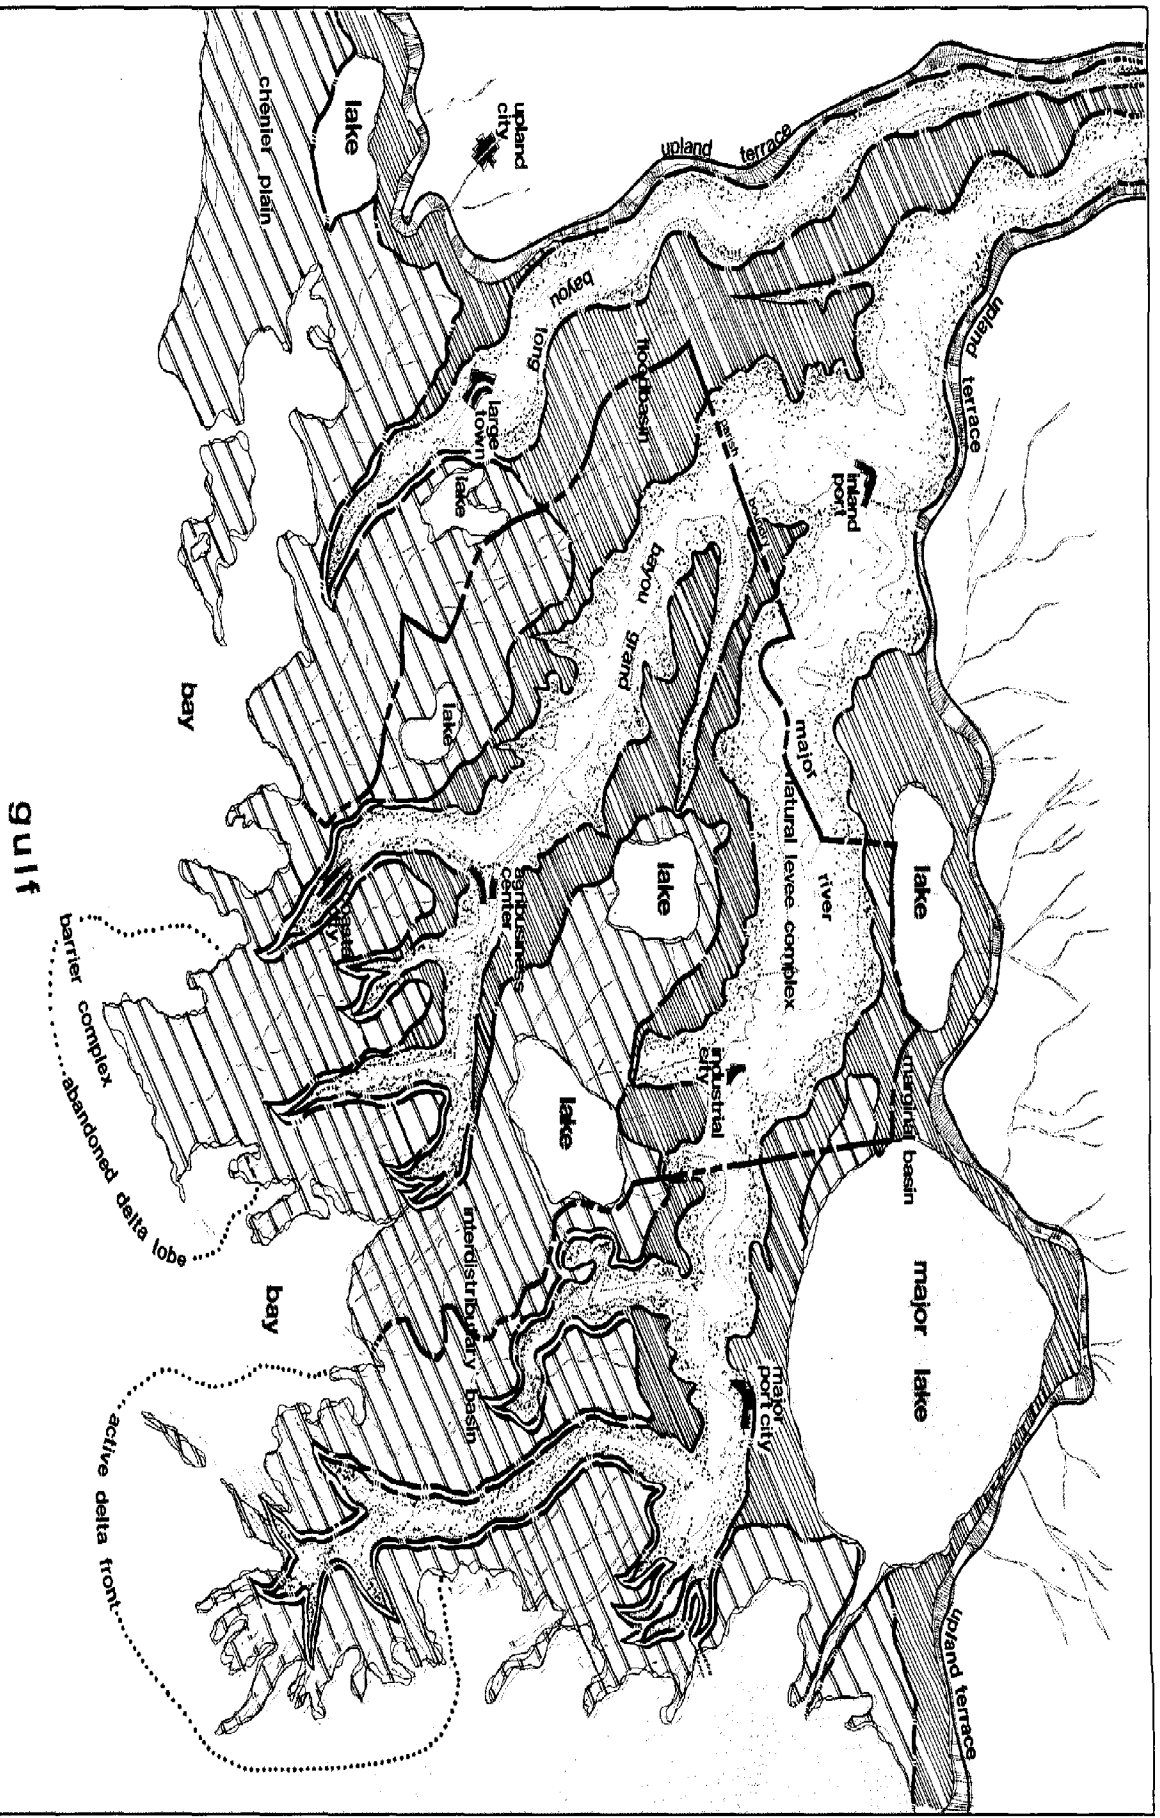 upland terrace
upland
city
lake
chenier plain
bayou
long
large
town
lake
floodbasin
parish
upland terrace
inland
port
bayou grand
lake
bay
major
river
natural levee complex
lake
lake
agribusiness
center
industrial
city
lake
marginal basin
major lake
interdistributary basin
major
port city
upland terrace
barrier complex
abandoned delta lobe
bay
active delta front
gulf